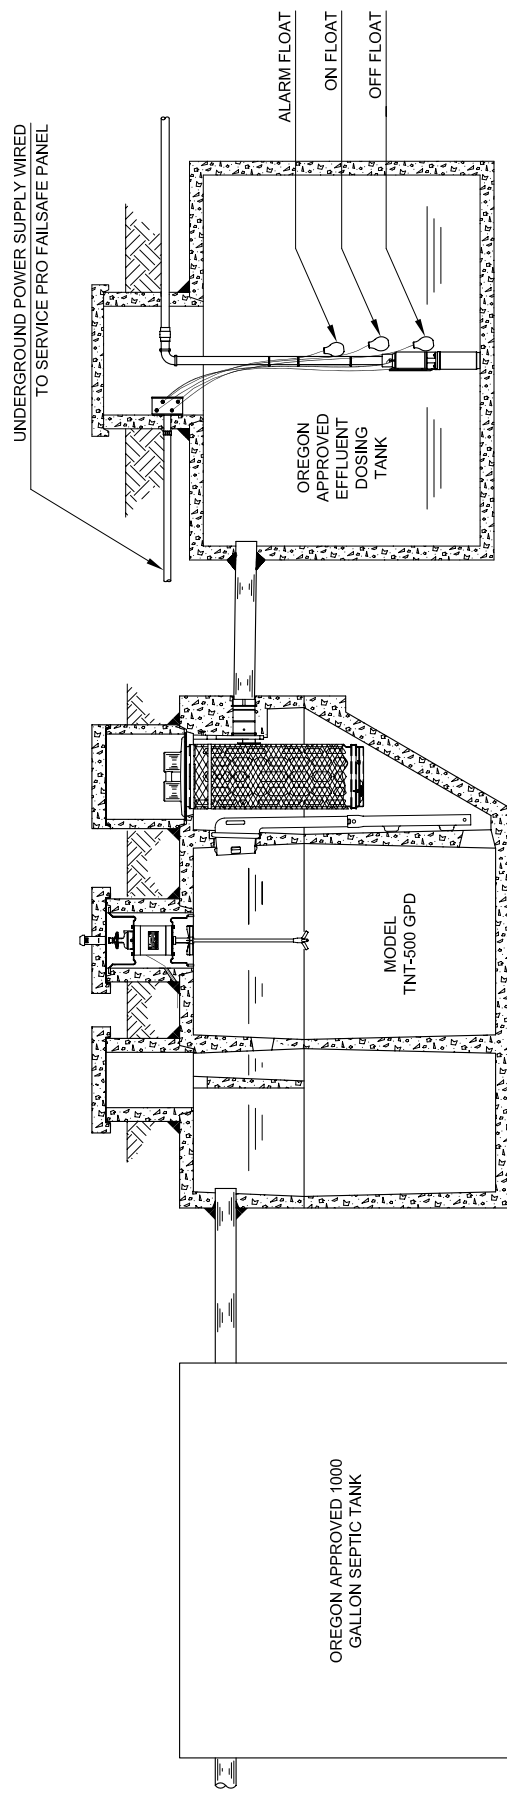 OREGON APPROVED 1000
GALLON SEPTIC TANK
MODEL
TNT-500 GPD
UNDERGROUND POWER SUPPLY WIRED
TO SERVICE PRO FAILSAFE PANEL
OREGON
APPROVED
EFFLUENT
DOSING
TANK
ALARM FLOAT
ON FLOAT
OFF FLOAT